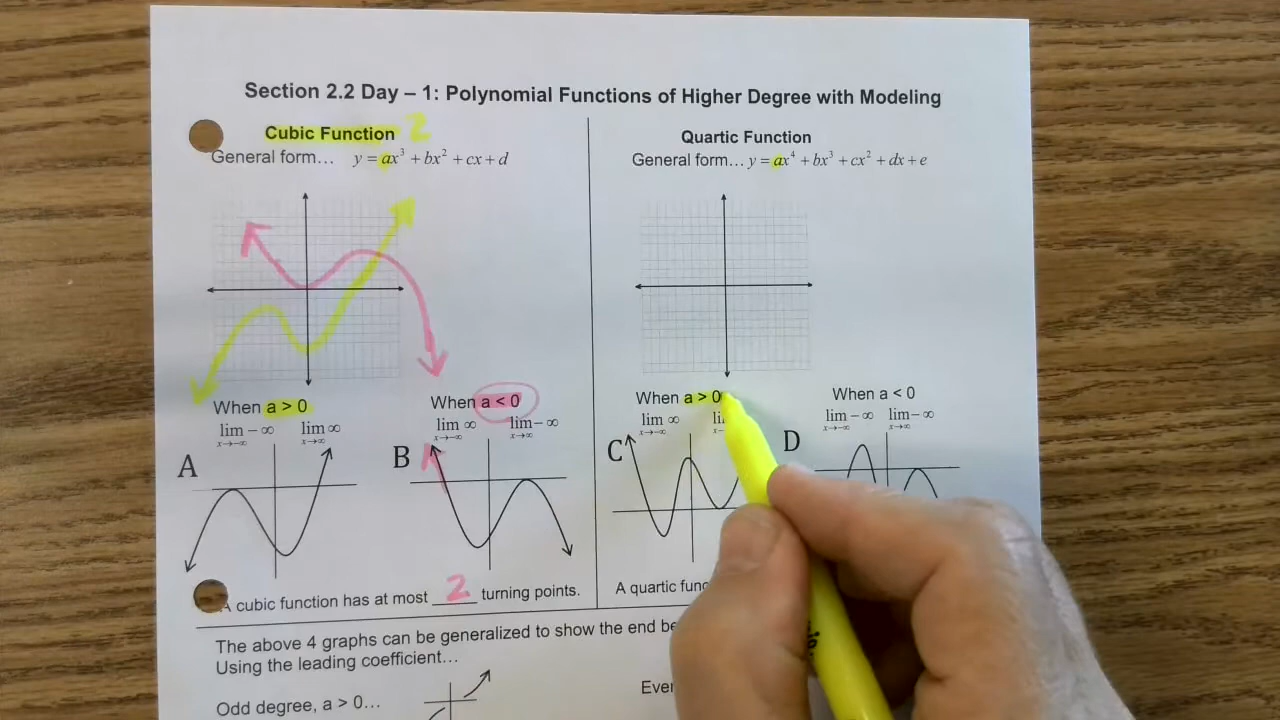 Section 2.2 Day – 1: Polynomial Functions of Higher Degree with Modeling
Cubic Function 2
General form… y = ax³ + bx² + cx + d
When a > 0
lim – ∞ lim ∞
x→–∞ x→∞
A
When a < 0
lim ∞ lim – ∞
x→–∞ x→∞
B
A cubic function has at most 2 turning points.
Quartic Function
General form… y = ax⁴ + bx³ + cx² + dx + e
When a > 0
lim ∞
x→–∞
C
When a < 0
lim – ∞ lim – ∞
x→–∞ x→∞
D
A quartic
The above 4 graphs can be generalized to show the end
Using the leading coefficient…
Odd degree, a > 0…